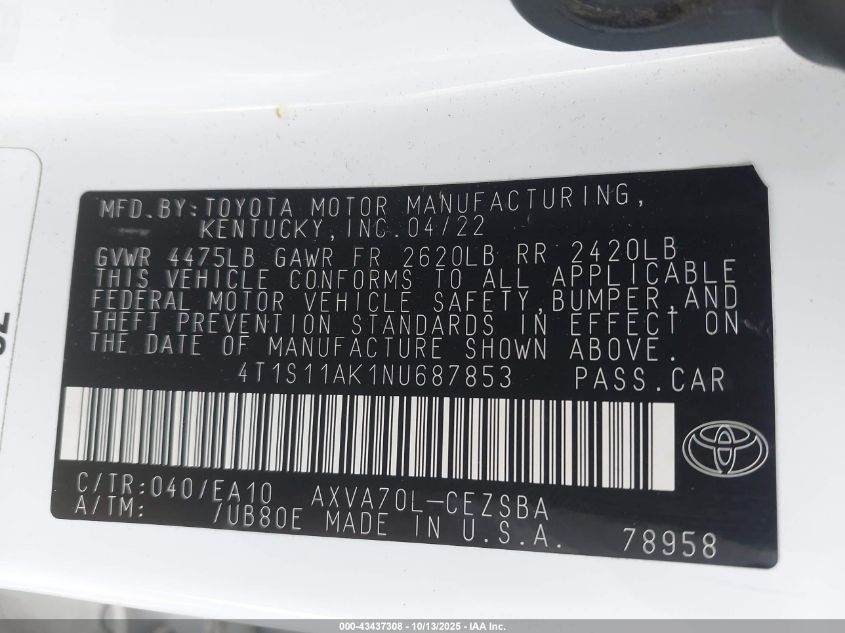 MFD.BY:TOYOTA MOTOR MANUFACTURING,
KENTUCKY,INC.04/22
GVWR 4475LB GAWR FR 2620LB RR 2420LB
THIS VEHICLE CONFORMS TO ALL APPLICABLE
FEDERAL MOTOR VEHICLE SAFETY,BUMPER,AND
THEFT PREVENTION STANDARDS IN EFFECT ON
THE DATE OF MANUFACTURE SHOWN ABOVE.
4T1S11AK1NU687853 PASS.CAR
C/TR:040/EA10 AXVA70L-CEZSBA
A/TM: /UB80E MADE IN U.S.A. 78958
000-43437308 - 10/13/2025 - IAA Inc.